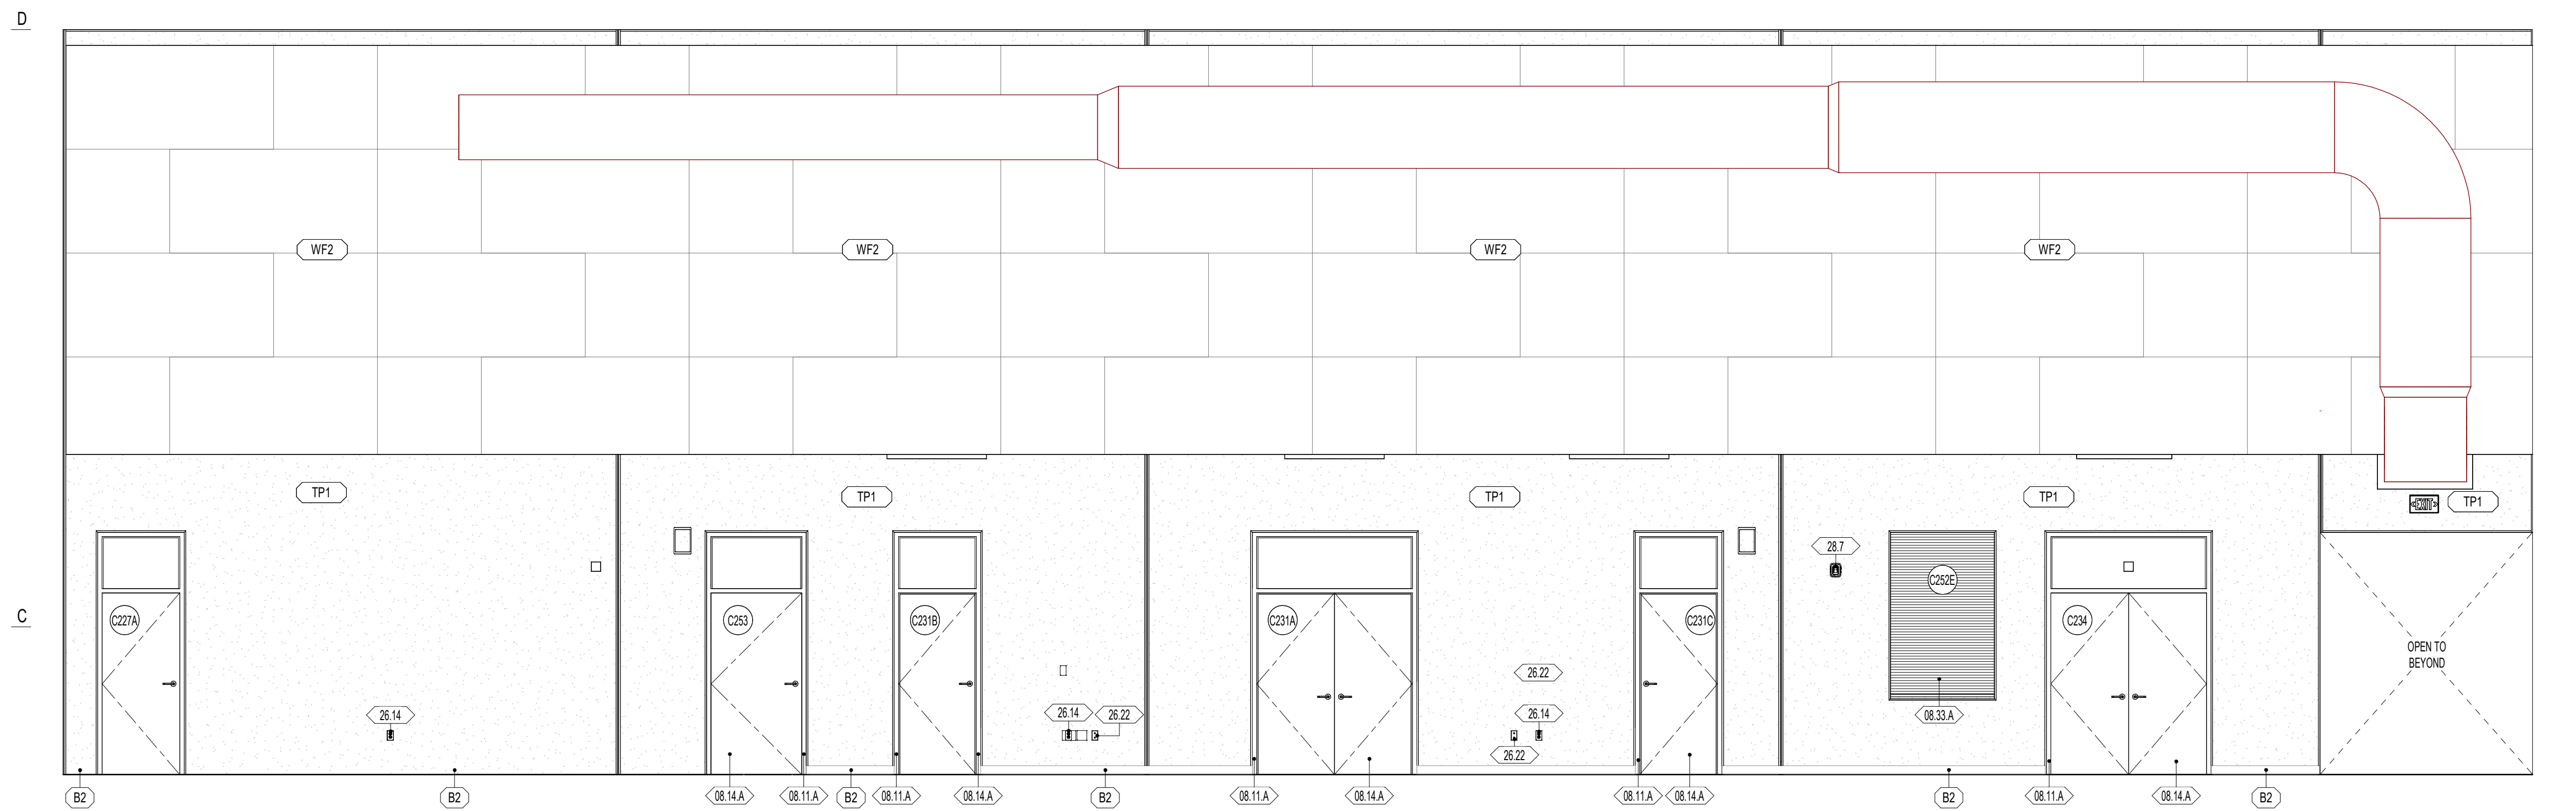 D
WF2
WF2
WF2
WF2
TP1
TP1
TP1
TP1
EXIT
TP1
28.7
C252E
C
C227A
C253
C231B
C231A
C231C
C234
OPEN TO
BEYOND
26.22
26.14
26.14
26.22
26.14
08.33.A
26.22
B2
B2
08.14.A
08.11.A
B2
08.11.A
08.14.A
B2
08.11.A
08.14.A
08.11.A
08.14.A
B2
08.11.A
08.14.A
B2